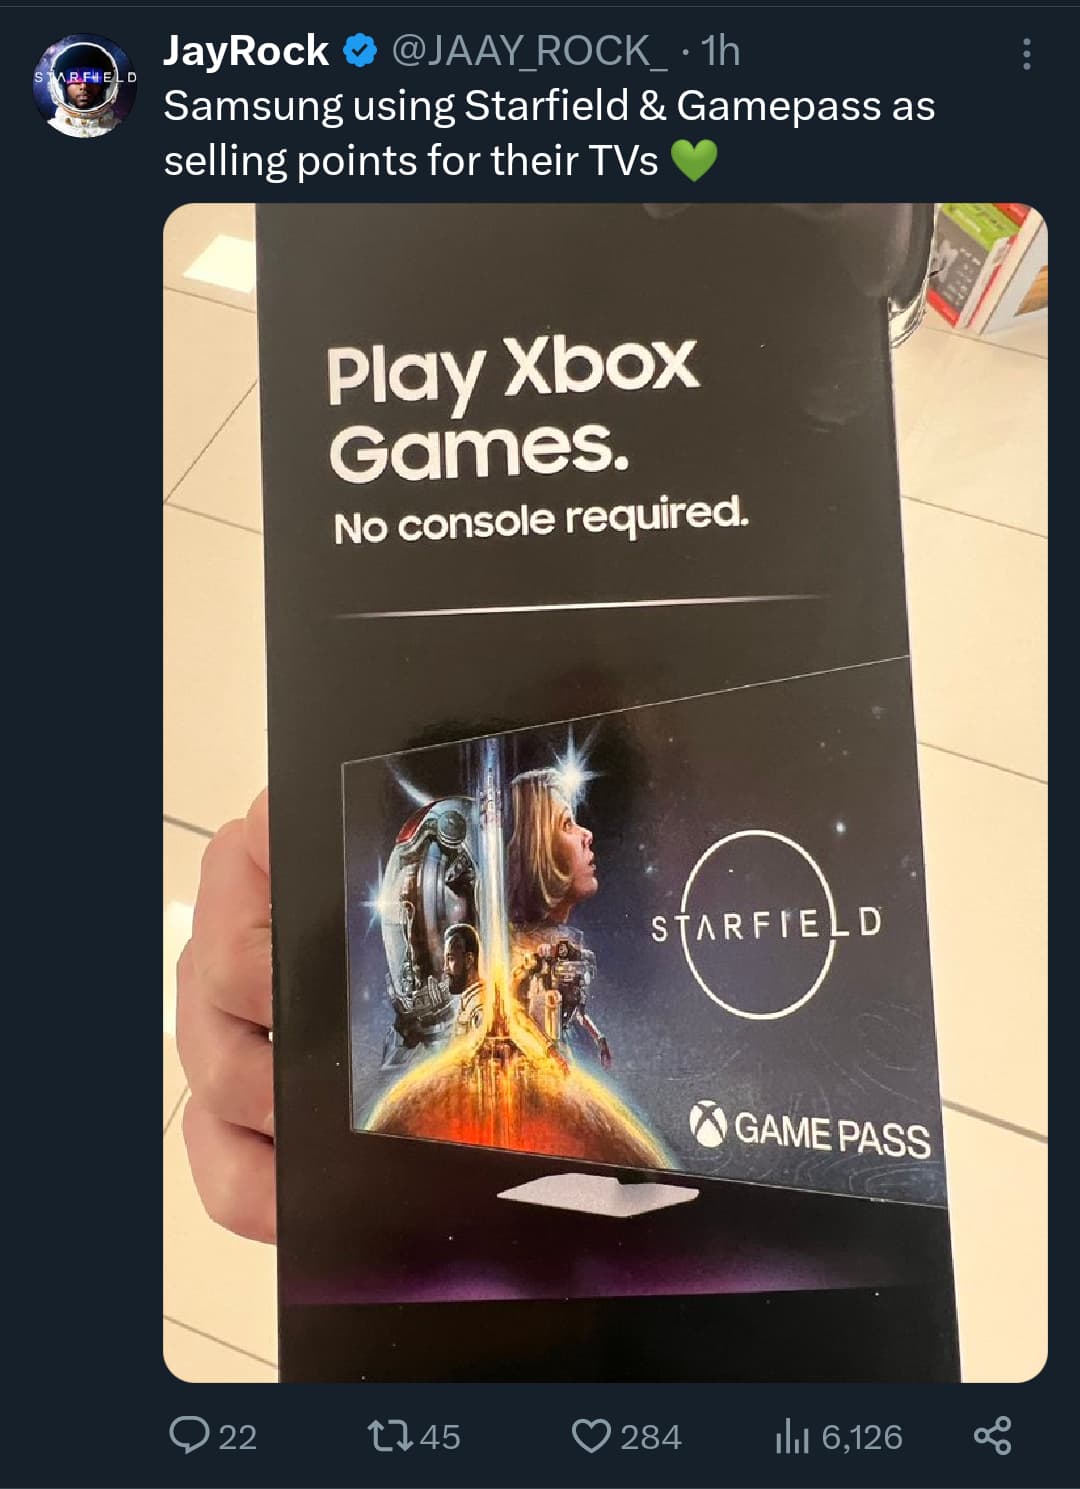 JayRock @JAAY_ROCK_ · 1h
Samsung using Starfield & Gamepass as
selling points for their TVs 💚
STARFIELD
Play Xbox
Games.
No console required.
STARFIELD
GAME PASS
22 45 284 6,126